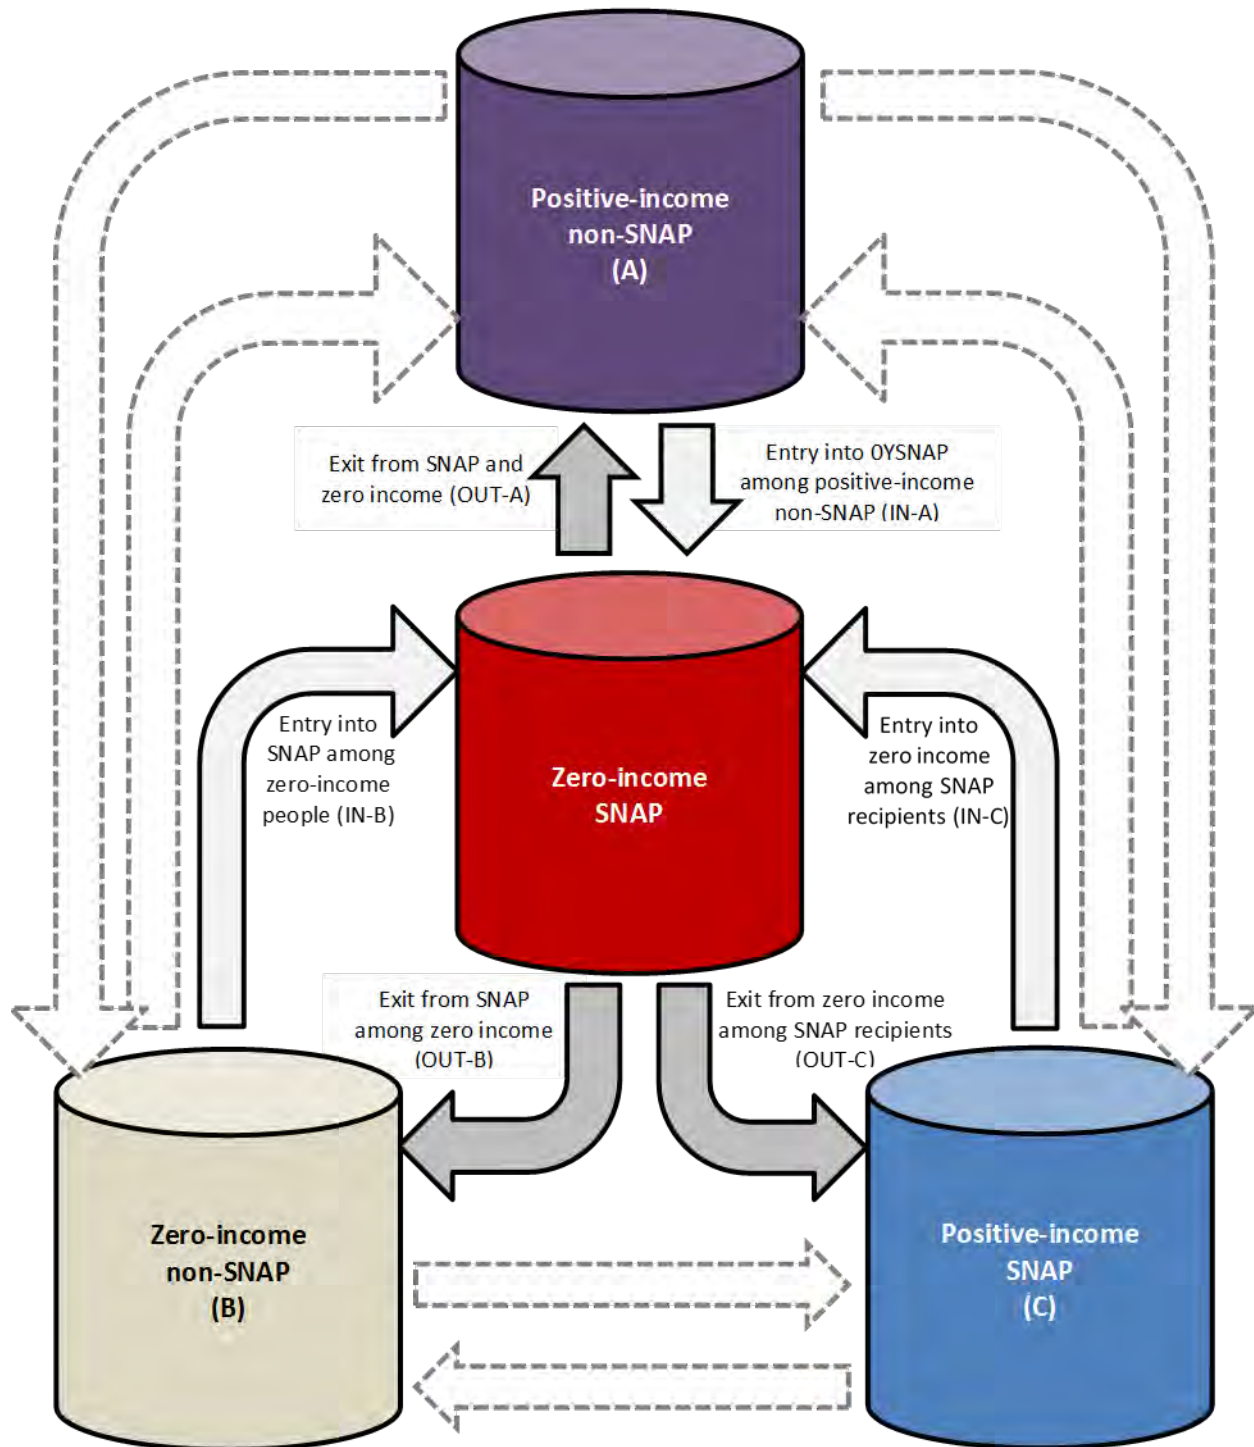 Positive-income
non-SNAP
(A)
Exit from SNAP and
zero income (OUT-A)
Entry into 0YSNAP
among positive-income
non-SNAP (IN-A)
Entry into
SNAP among
zero-income
people (IN-B)
Zero-income
SNAP
Entry into
zero income
among SNAP
recipients (IN-C)
Exit from SNAP
among zero income
(OUT-B)
Exit from zero income
among SNAP recipients
(OUT-C)
Zero-income
non-SNAP
(B)
Positive-income
SNAP
(C)